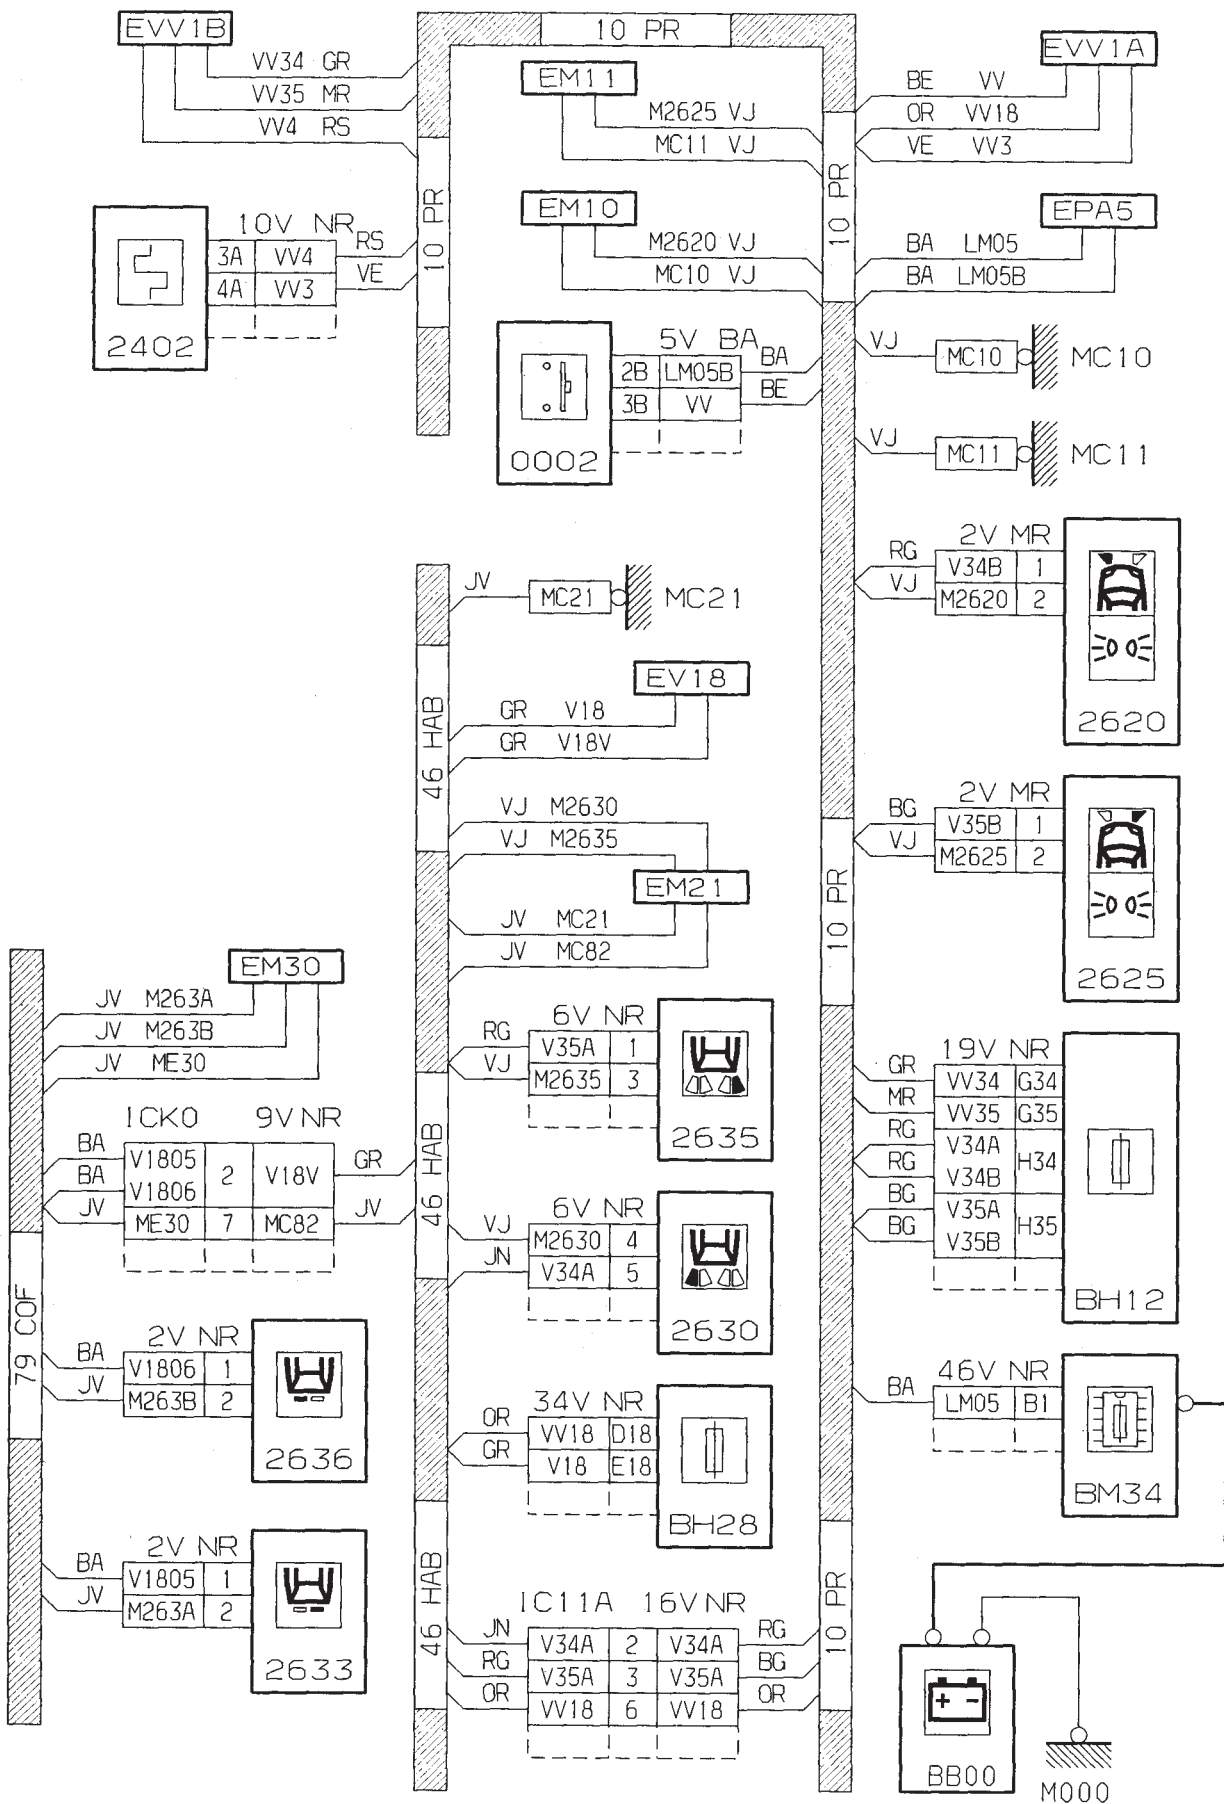 EVV1B
VV34 GR
VV35 MR
VV4 RS
10 PR
EM11
M2625 VJ
MC11 VJ
EVV1A
BE VV
OR VV18
VE VV3
10 PR
10 PR
10V NR
3A VV4 RS
4A VV3 VE
2402
EM10
M2620 VJ
MC10 VJ
EPA5
BA LM05
BA LM05B
5V BA
2B LM05B BA
3B VV BE
0002
VJ MC10 MC10
VJ MC11 MC11
2V MR
RG V34B 1
VJ M2620 2
2620
JV MC21 MC21
EV18
GR V18
GR V18V
46 HAB
VJ M2630
VJ M2635
EM21
JV MC21
JV MC82
2V MR
BG V35B 1
VJ M2625 2
2625
10 PR
EM30
JV M263A
JV M263B
JV ME30
6V NR
RG V35A 1
VJ M2635 3
2635
19V NR
GR VV34 G34
MR VV35 G35
RG V34A H34
RG V34B
BG V35A H35
BG V35B
BH12
1CK0 9V NR
BA V1805 2 V18V GR
BA V1806
JV ME30 7 MC82 JV
46 HAB
6V NR
VJ M2630 4
JN V34A 5
2630
79 COF
2V NR
BA V1806 1
JV M263B 2
2636
34V NR
OR VV18 D18
GR V18 E18
BH28
46V NR
BA LM05 B1
BM34
2V NR
BA V1805 1
JV M263A 2
2633
46 HAB
1C11A 16V NR
JN V34A 2 V34A RG
RG V35A 3 V35A BG
OR VV18 6 VV18 OR
10 PR
BB00
M000